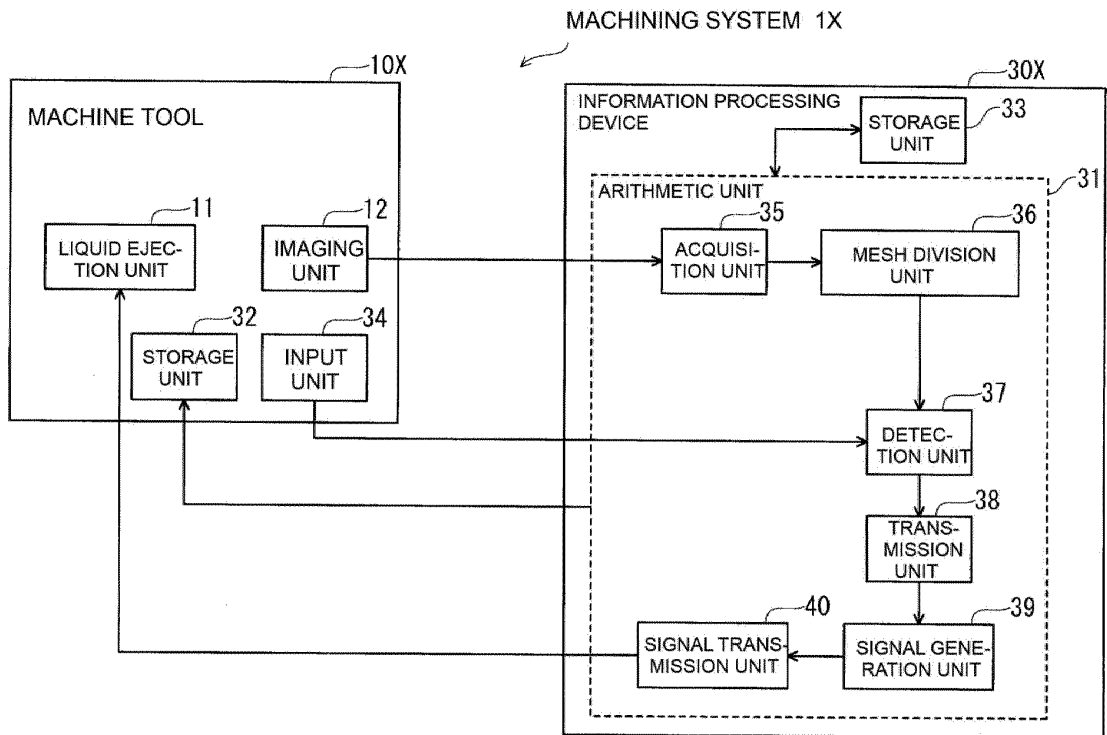 MACHINING SYSTEM 1X
10X
MACHINE TOOL
11
LIQUID EJEC-
TION UNIT
12
IMAGING
UNIT
32
STORAGE
UNIT
34
INPUT
UNIT
30X
INFORMATION PROCESSING
DEVICE
STORAGE
UNIT
33
31
ARITHMETIC UNIT
35
ACQUISI-
TION UNIT
36
MESH DIVISION
UNIT
37
DETEC-
TION UNIT
38
TRANS-
MISSION
UNIT
39
SIGNAL GENE-
RATION UNIT
40
SIGNAL TRANS-
MISSION UNIT